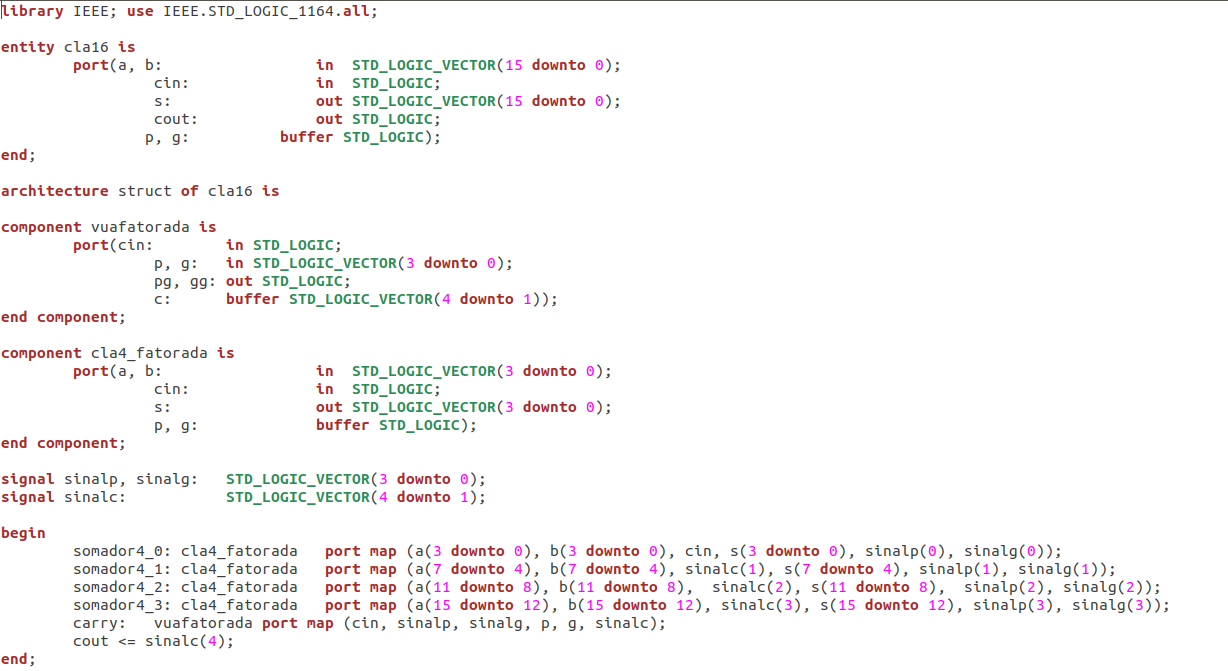 library IEEE; use IEEE.STD_LOGIC_1164.all;
entity cla16 is
port(a, b: in STD_LOGIC_VECTOR(15 downto 0);
cin: in STD_LOGIC;
s: out STD_LOGIC_VECTOR(15 downto 0);
cout: out STD_LOGIC;
p, g: buffer STD_LOGIC);
end;
architecture struct of cla16 is
component vuafatorada is
port(cin: in STD_LOGIC;
p, g: in STD_LOGIC_VECTOR(3 downto 0);
pg, gg: out STD_LOGIC;
c: buffer STD_LOGIC_VECTOR(4 downto 1));
end component;
component cla4_fatorada is
port(a, b: in STD_LOGIC_VECTOR(3 downto 0);
cin: in STD_LOGIC;
s: out STD_LOGIC_VECTOR(3 downto 0);
p, g: buffer STD_LOGIC);
end component;
signal sinalp, sinalg: STD_LOGIC_VECTOR(3 downto 0);
signal sinalc: STD_LOGIC_VECTOR(4 downto 1);
begin
somador4_0: cla4_fatorada port map (a(3 downto 0), b(3 downto 0), cin, s(3 downto 0), sinalp(0), sinalg(0));
somador4_1: cla4_fatorada port map (a(7 downto 4), b(7 downto 4), sinalc(1), s(7 downto 4), sinalp(1), sinalg(1));
somador4_2: cla4_fatorada port map (a(11 downto 8), b(11 downto 8), sinalc(2), s(11 downto 8), sinalp(2), sinalg(2));
somador4_3: cla4_fatorada port map (a(15 downto 12), b(15 downto 12), sinalc(3), s(15 downto 12), sinalp(3), sinalg(3));
carry: vuafatorada port map (cin, sinalp, sinalg, p, g, sinalc);
cout <= sinalc(4);
end;